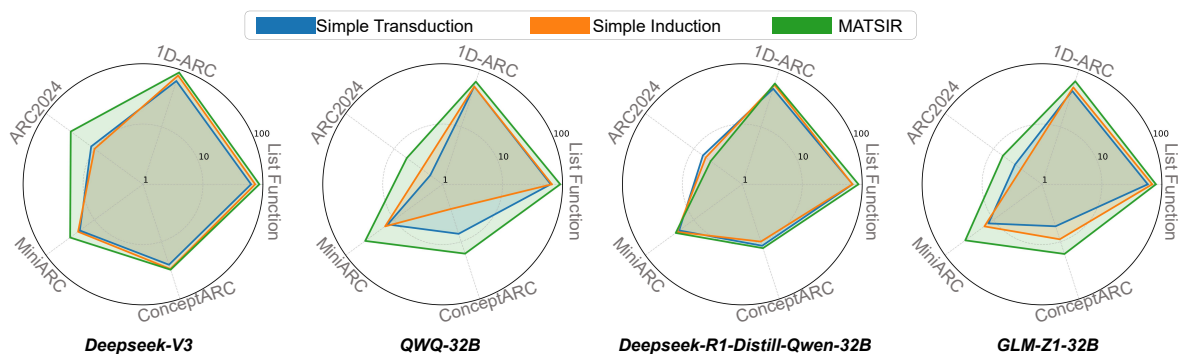 Simple Transduction Simple Induction MATSIR
1D-ARC
ARC2024
MiniARC
ConceptARC
List Function
1
10
100
Deepseek-V3
1D-ARC
ARC2024
MiniARC
ConceptARC
List Function
1
10
100
QWQ-32B
1D-ARC
ARC2024
MiniARC
ConceptARC
List Function
1
10
100
Deepseek-R1-Distill-Qwen-32B
1D-ARC
ARC2024
MiniARC
ConceptARC
List Function
1
10
100
GLM-Z1-32B